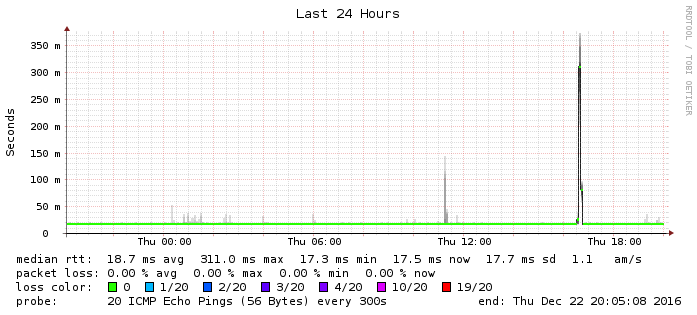 Last 24 Hours
RRDTOOL / TOBI OETIKER
Seconds
350 m
300 m
250 m
200 m
150 m
100 m
50 m
0
Thu 00:00 Thu 06:00 Thu 12:00 Thu 18:00
median rtt: 18.7 ms avg 311.0 ms max 17.3 ms min 17.5 ms now 17.7 ms sd 1.1 am/s
packet loss: 0.00 % avg 0.00 % max 0.00 % min 0.00 % now
loss color: 0 1/20 2/20 3/20 4/20 10/20 19/20
probe: 20 ICMP Echo Pings (56 Bytes) every 300s end: Thu Dec 22 20:05:08 2016